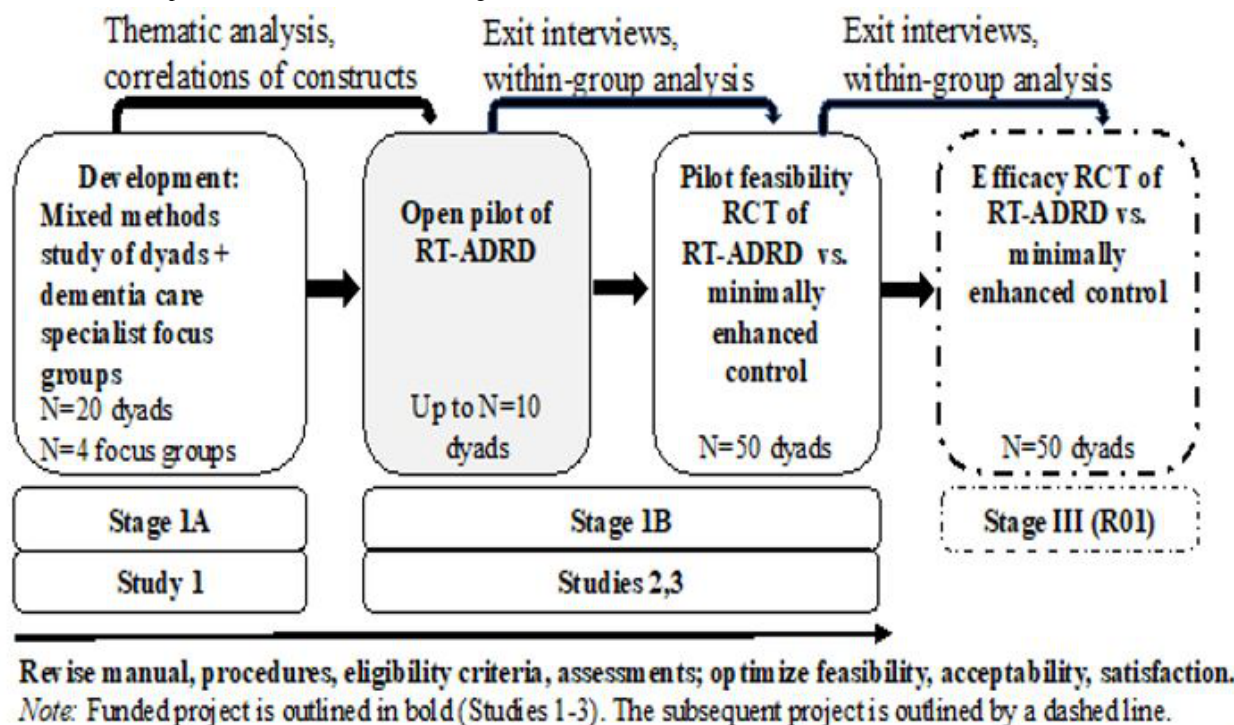 Thematic analysis,
correlations of constructs
Exit interviews,
within-group analysis
Exit interviews,
within-group analysis
Development:
Mixed methods
study of dyads +
dementia care
specialist focus
groups
N=20 dyads
N=4 focus groups
Open pilot of
RT-ADRD
Up to N=10
dyads
Pilot feasibility
RCT of
RT-ADRD vs.
minimally
enhanced
control
N=50 dyads
Efficacy RCT of
RT-ADRD vs.
minimally
enhanced control
N=50 dyads
Stage 1A
Stage 1B
Stage III (R01)
Study 1
Studies 2,3
Revise manual, procedures, eligibility criteria, assessments; optimize feasibility, acceptability, satisfaction.
Note: Funded project is outlined in bold (Studies 1-3). The subsequent project is outlined by a dashed line.